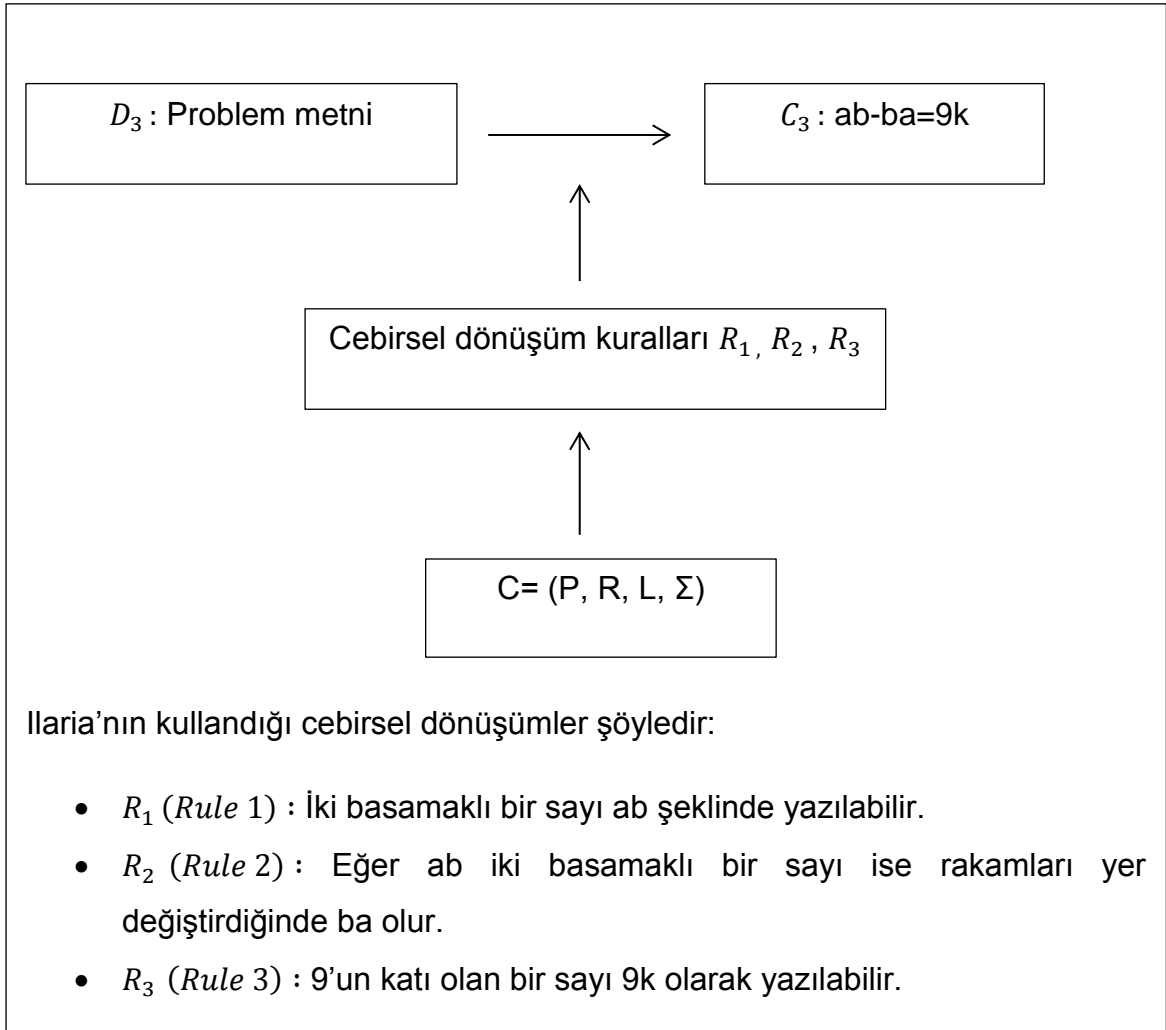 D₃ : Problem metni
C₃ : ab-ba=9k
Cebirsel dönüşüm kuralları R₁, R₂ , R₃
C= (P, R, L, Σ)
Ilaria’nın kullandığı cebirsel dönüşümler şöyledir:
• R₁ (Rule 1) : İki basamaklı bir sayı ab şeklinde yazılabilir.
• R₂ (Rule 2) : Eğer ab iki basamaklı bir sayı ise rakamları yer
değiştirdiğinde ba olur.
• R₃ (Rule 3) : 9’un katı olan bir sayı 9k olarak yazılabilir.